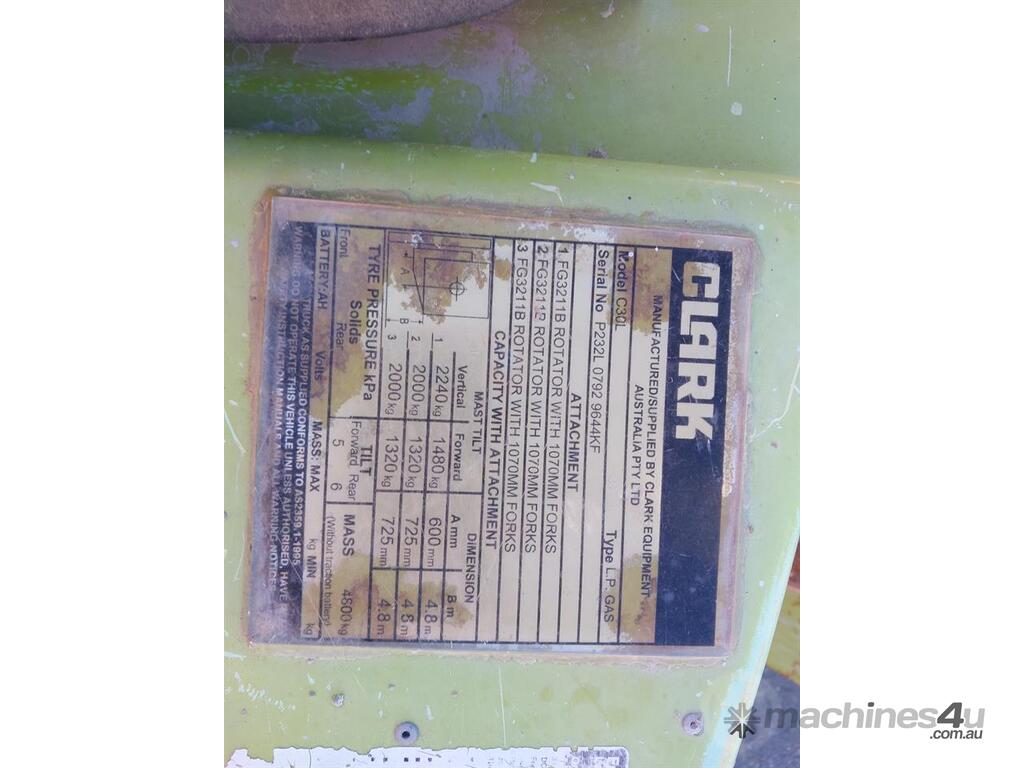 CLARK
MANUFACTURED/SUPPLIED BY CLARK EQUIPMENT
AUSTRALIA PTY LTD
Model C30L Type L.P. GAS
Serial No P232L 0792 9644KF
ATTACHMENT
1 FG3211B ROTATOR WITH 1070MM FORKS
2 FG3211B ROTATOR WITH 1070MM FORKS
3 FG3211B ROTATOR WITH 1070MM FORKS
CAPACITY WITH ATTACHMENT
MAST TILT DIMENSION
Vertical Forward A mm B m
1 2240 kg 1480 kg 600 mm 4.8 m
2 2000 kg 1320 kg 725 mm 4.8 m
3 2000 kg 1320 kg 725 mm 4.8 m
A B
TYRE PRESSURE kPa TILT MASS 4800 kg
Solids Forward Rear (Without traction battery)
Front Rear 5 6
BATTERY: AH Volts MASS: MAX kg MIN kg
TRUCK AS SUPPLIED CONFORMS TO AS2359.1-1995
WARNING: DO NOT OPERATE THIS VEHICLE UNLESS AUTHORISED, HAVE
INSTRUCTION MANUALS AND ALL WARNING NOTICES
machines4u
.com.au